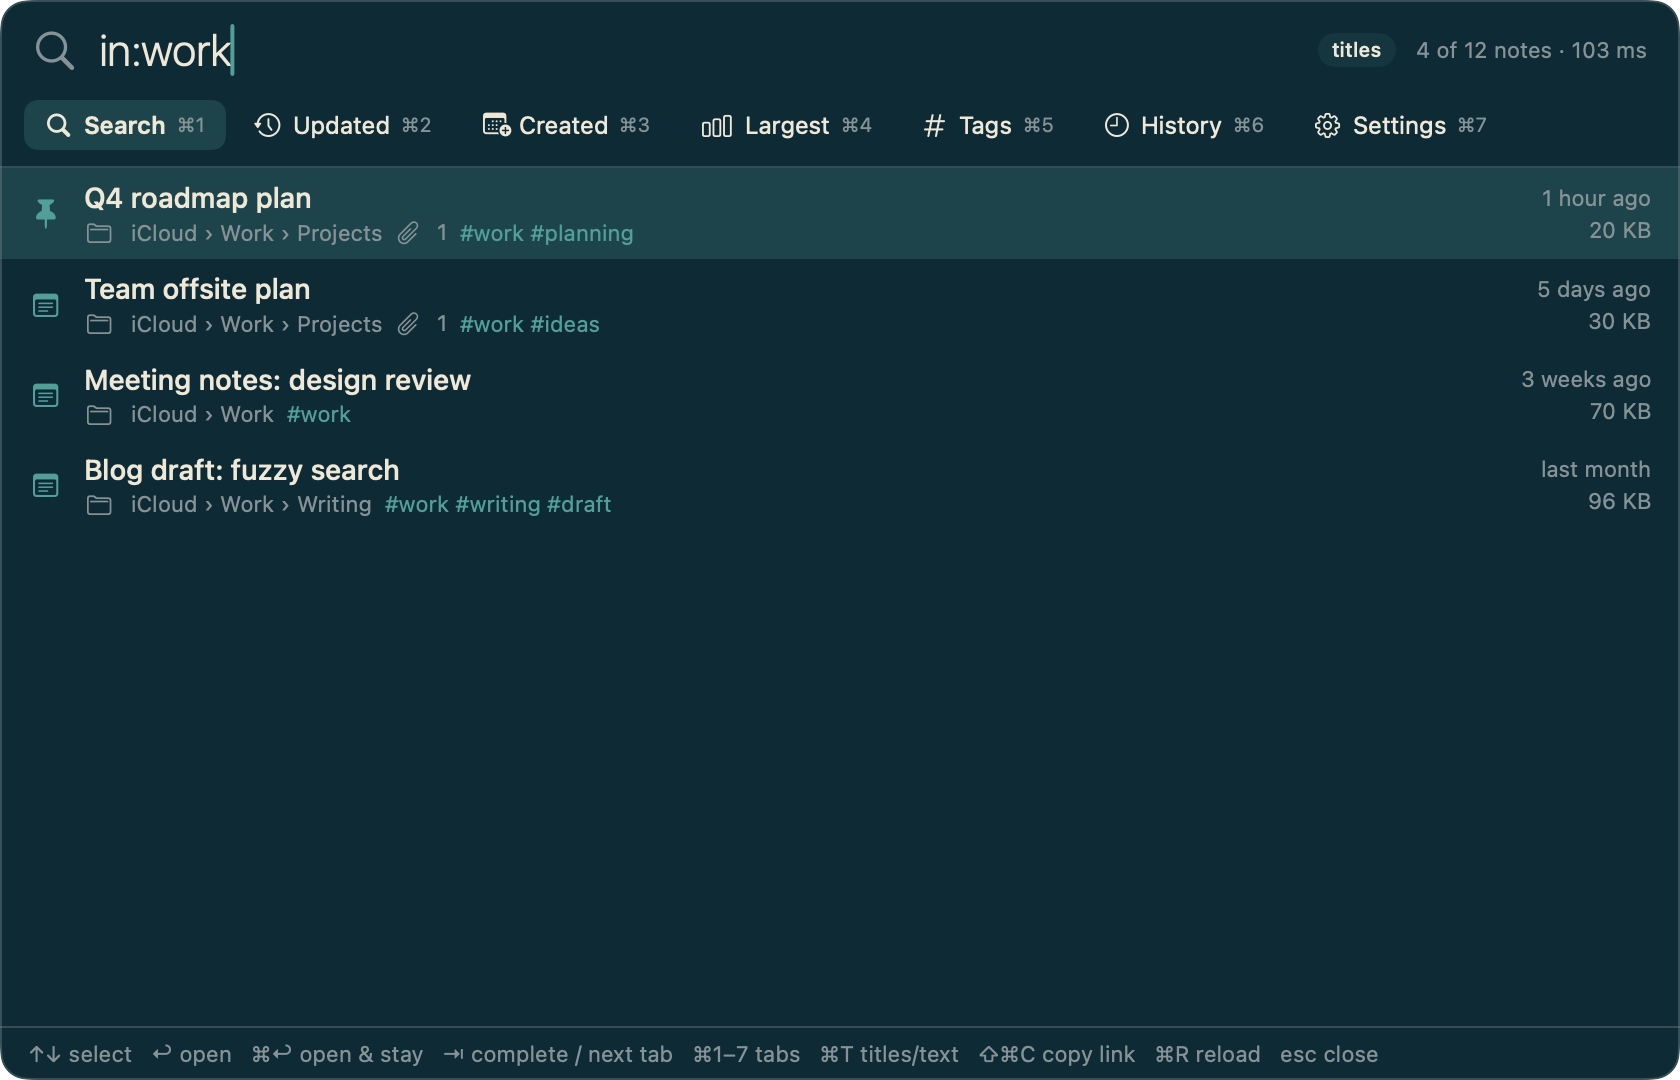 in:work
titles 4 of 12 notes · 103 ms
Search ⌘1 Updated ⌘2 Created ⌘3 Largest ⌘4 # Tags ⌘5 History ⌘6 Settings ⌘7
Q4 roadmap plan 1 hour ago
iCloud › Work › Projects 1 #work #planning 20 KB
Team offsite plan 5 days ago
iCloud › Work › Projects 1 #work #ideas 30 KB
Meeting notes: design review 3 weeks ago
iCloud › Work #work 70 KB
Blog draft: fuzzy search last month
iCloud › Work › Writing #work #writing #draft 96 KB
↑↓ select ↩ open ⌘↩ open & stay ⇥ complete / next tab ⌘1–7 tabs ⌘T titles/text ⇧⌘C copy link ⌘R reload esc close